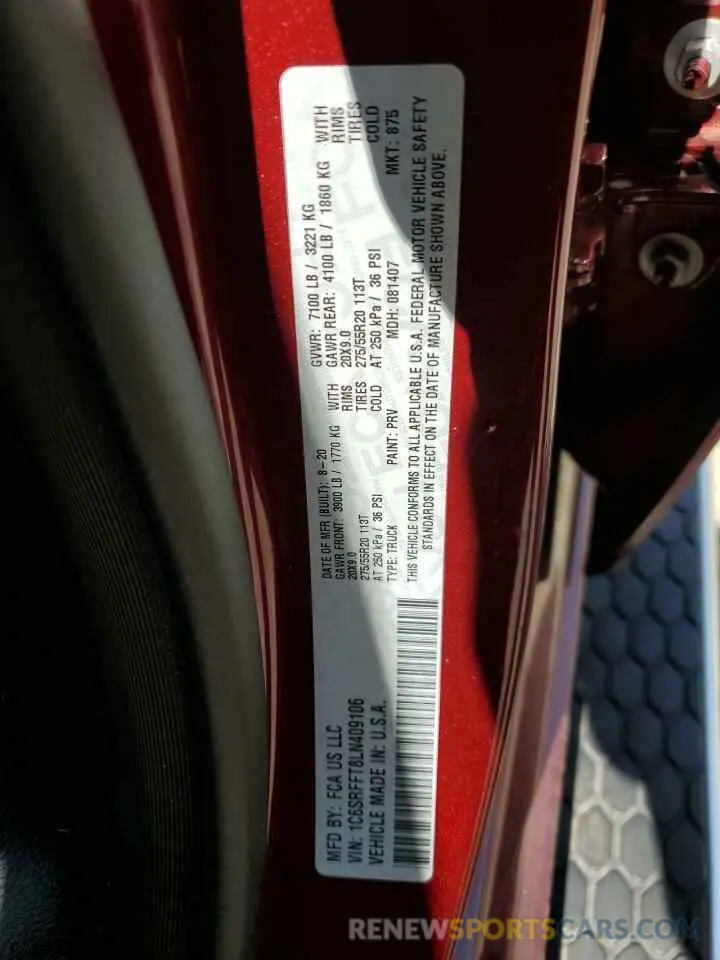 MFD BY: FCA US LLC
VIN: 1C6SRFFT8LN409106
VEHICLE MADE IN: U.S.A.
DATE OF MFR (BUILT): 8-20
GVWR: 7100 LB / 3221 KG
GAWR FRONT: 3900 LB / 1770 KG WITH
20X9.0 RIMS
275/55R20 113T TIRES
AT 250 kPa / 36 PSI COLD
GAWR REAR: 4100 LB / 1860 KG WITH
20X9.0 RIMS
275/55R20 113T TIRES
AT 250 kPa / 36 PSI COLD
TYPE: TRUCK PAINT: PRV MDH: 081407 MKT: 875
THIS VEHICLE CONFORMS TO ALL APPLICABLE U.S.A. FEDERAL MOTOR VEHICLE SAFETY
STANDARDS IN EFFECT ON THE DATE OF MANUFACTURE SHOWN ABOVE.
RENEWSPORTSCARS.COM